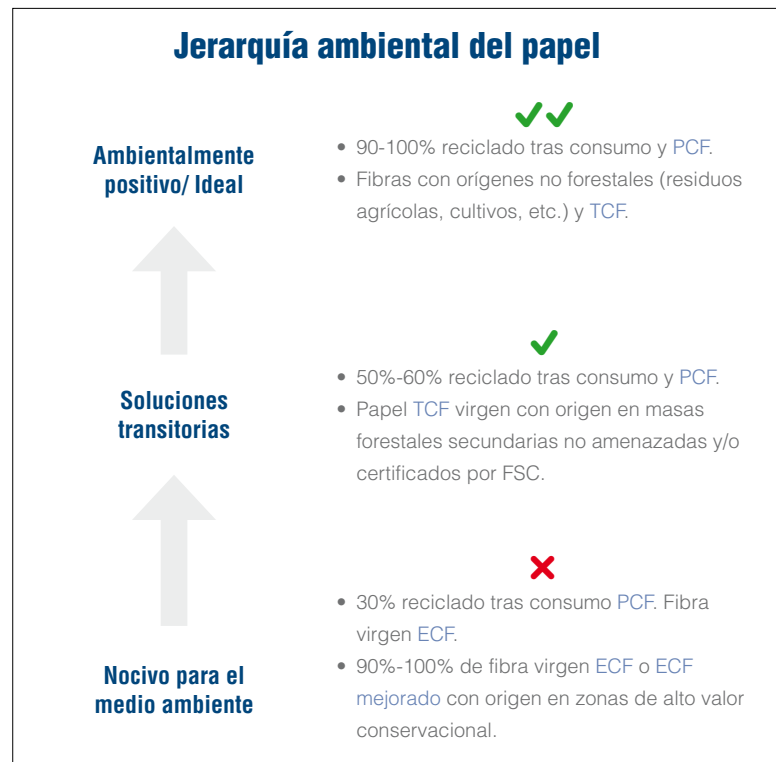 Jerarquía ambiental del papel
Ambientalmente
positivo/ Ideal
• 90-100% reciclado tras consumo y PCF.
• Fibras con orígenes no forestales (residuos
agrícolas, cultivos, etc.) y TCF.
Soluciones
transitorias
• 50%-60% reciclado tras consumo y PCF.
• Papel TCF virgen con origen en masas
forestales secundarias no amenazadas y/o
certificados por FSC.
Nocivo para el
medio ambiente
• 30% reciclado tras consumo PCF. Fibra
virgen ECF.
• 90%-100% de fibra virgen ECF o ECF
mejorado con origen en zonas de alto valor
conservacional.